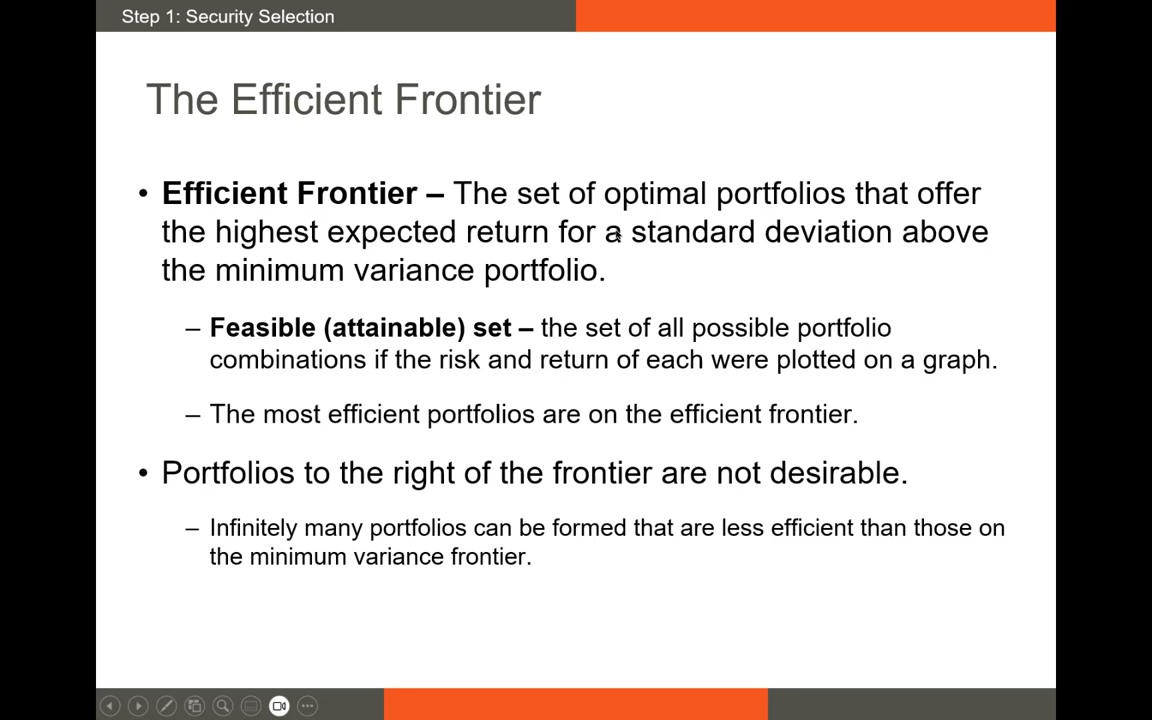 Step 1: Security Selection
The Efficient Frontier
• Efficient Frontier – The set of optimal portfolios that offer
the highest expected return for a standard deviation above
the minimum variance portfolio.
– Feasible (attainable) set – the set of all possible portfolio
combinations if the risk and return of each were plotted on a graph.
– The most efficient portfolios are on the efficient frontier.
• Portfolios to the right of the frontier are not desirable.
– Infinitely many portfolios can be formed that are less efficient than those on
the minimum variance frontier.